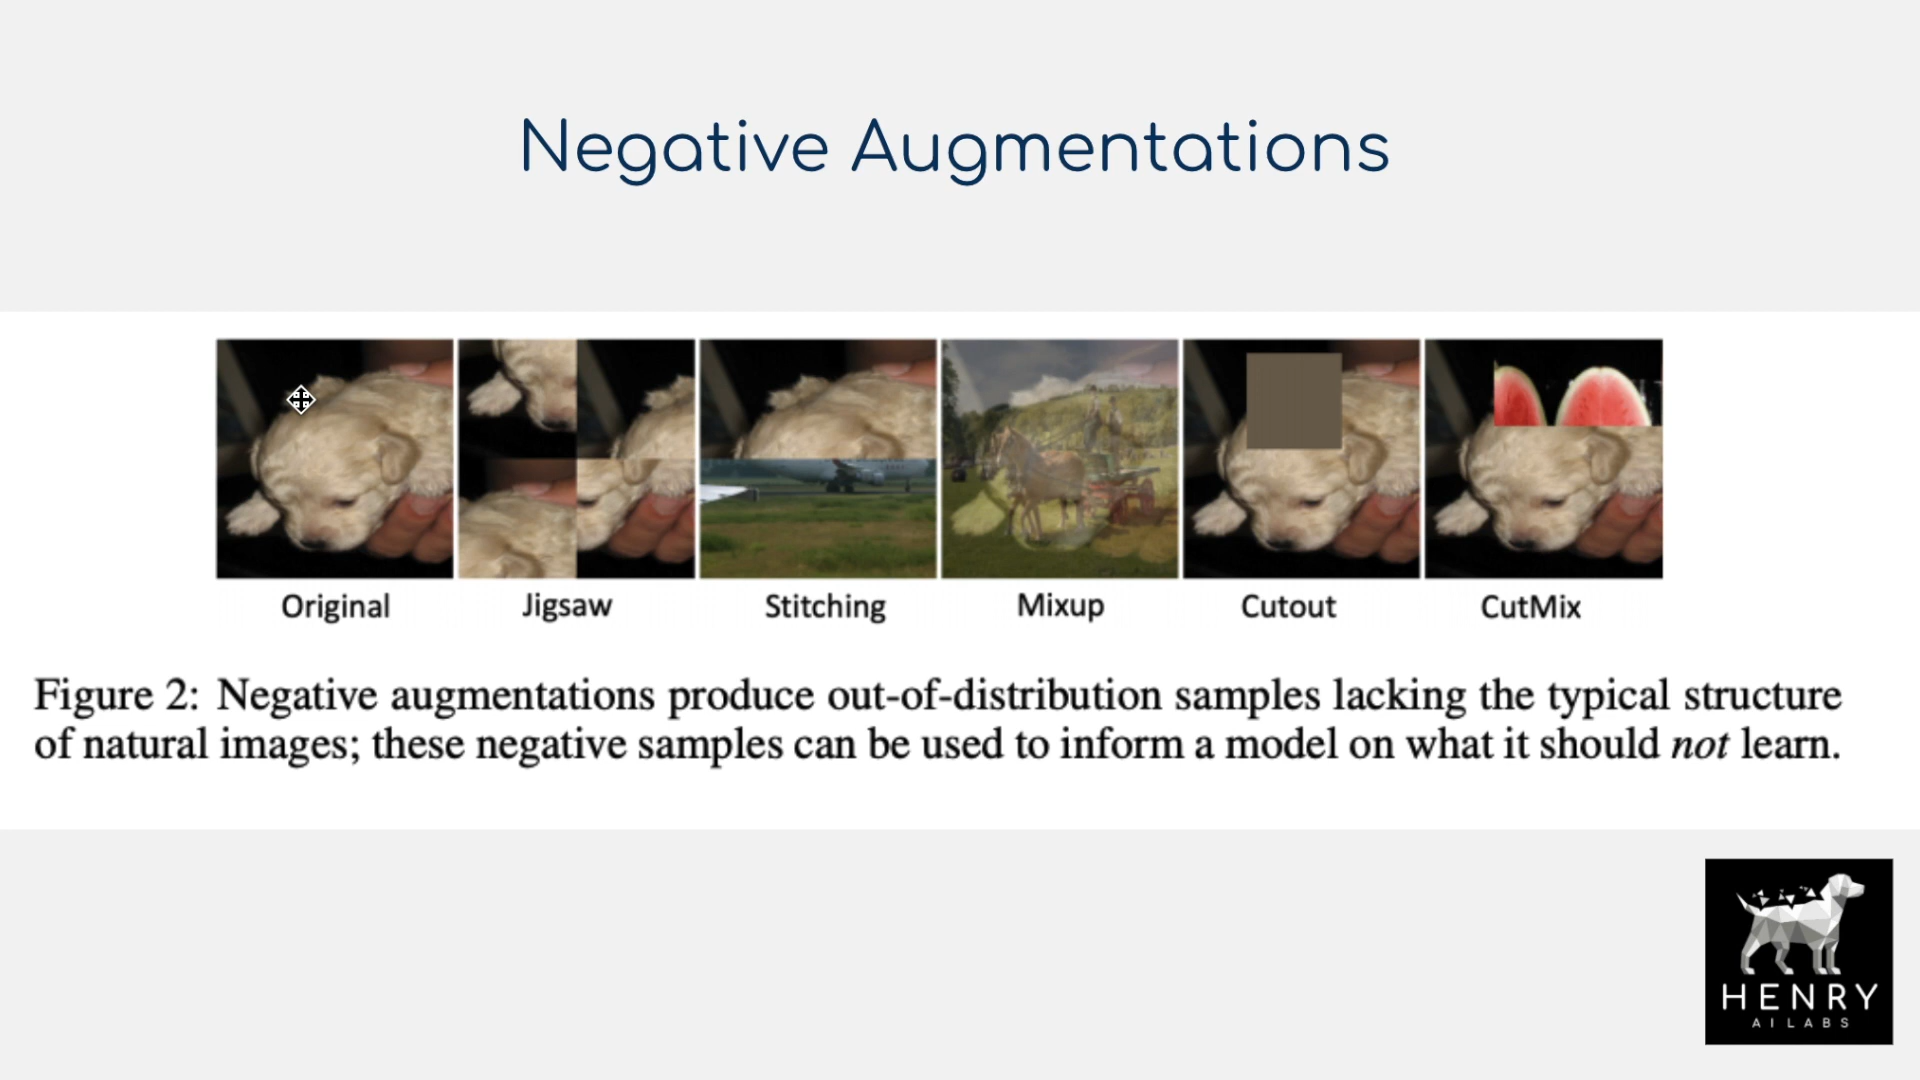 Negative Augmentations
Original
Jigsaw
Stitching
Mixup
Cutout
CutMix
Figure 2: Negative augmentations produce out-of-distribution samples lacking the typical structure
of natural images; these negative samples can be used to inform a model on what it should not learn.
HENRY
AI LABS